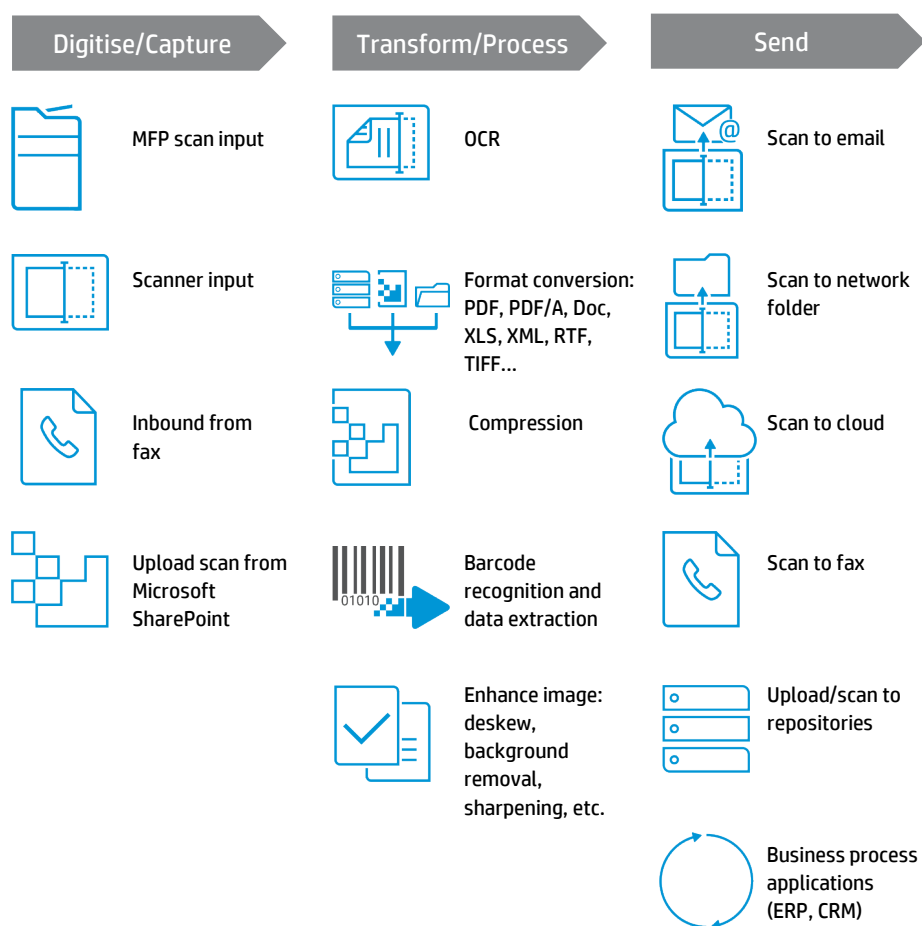 Digitise/Capture
MFP scan input
Scanner input
Inbound from
fax
Upload scan from
Microsoft
SharePoint
Transform/Process
OCR
Format conversion:
PDF, PDF/A, Doc,
XLS, XML, RTF,
TIFF...
Compression
01010
Barcode
recognition and
data extraction
Enhance image:
deskew,
background
removal,
sharpening, etc.
Send
@
Scan to email
Scan to network
folder
Scan to cloud
Scan to fax
Upload/scan to
repositories
Business process
applications
(ERP, CRM)